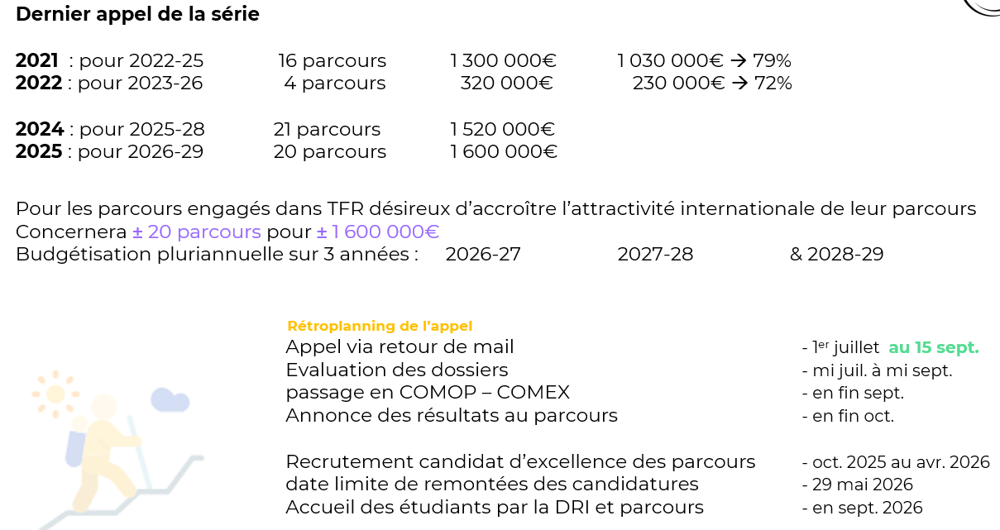 Dernier appel de la série
2021 : pour 2022-25 16 parcours 1 300 000€ 1 030 000€ → 79%
2022 : pour 2023-26 4 parcours 320 000€ 230 000€ → 72%
2024 : pour 2025-28 21 parcours 1 520 000€
2025 : pour 2026-29 20 parcours 1 600 000€
Pour les parcours engagés dans TFR désireux d’accroître l’attractivité internationale de leur parcours
Concernera ± 20 parcours pour ± 1 600 000€
Budgétisation pluriannuelle sur 3 années : 2026-27 2027-28 & 2028-29
Rétroplanning de l'appel
Appel via retour de mail - 1er juillet au 15 sept.
Evaluation des dossiers - mi juil. à mi sept.
passage en COMOP – COMEX - en fin sept.
Annonce des résultats au parcours - en fin oct.
Recrutement candidat d’excellence des parcours - oct. 2025 au avr. 2026
date limite de remontées des candidatures - 29 mai 2026
Accueil des étudiants par la DRI et parcours - en sept. 2026